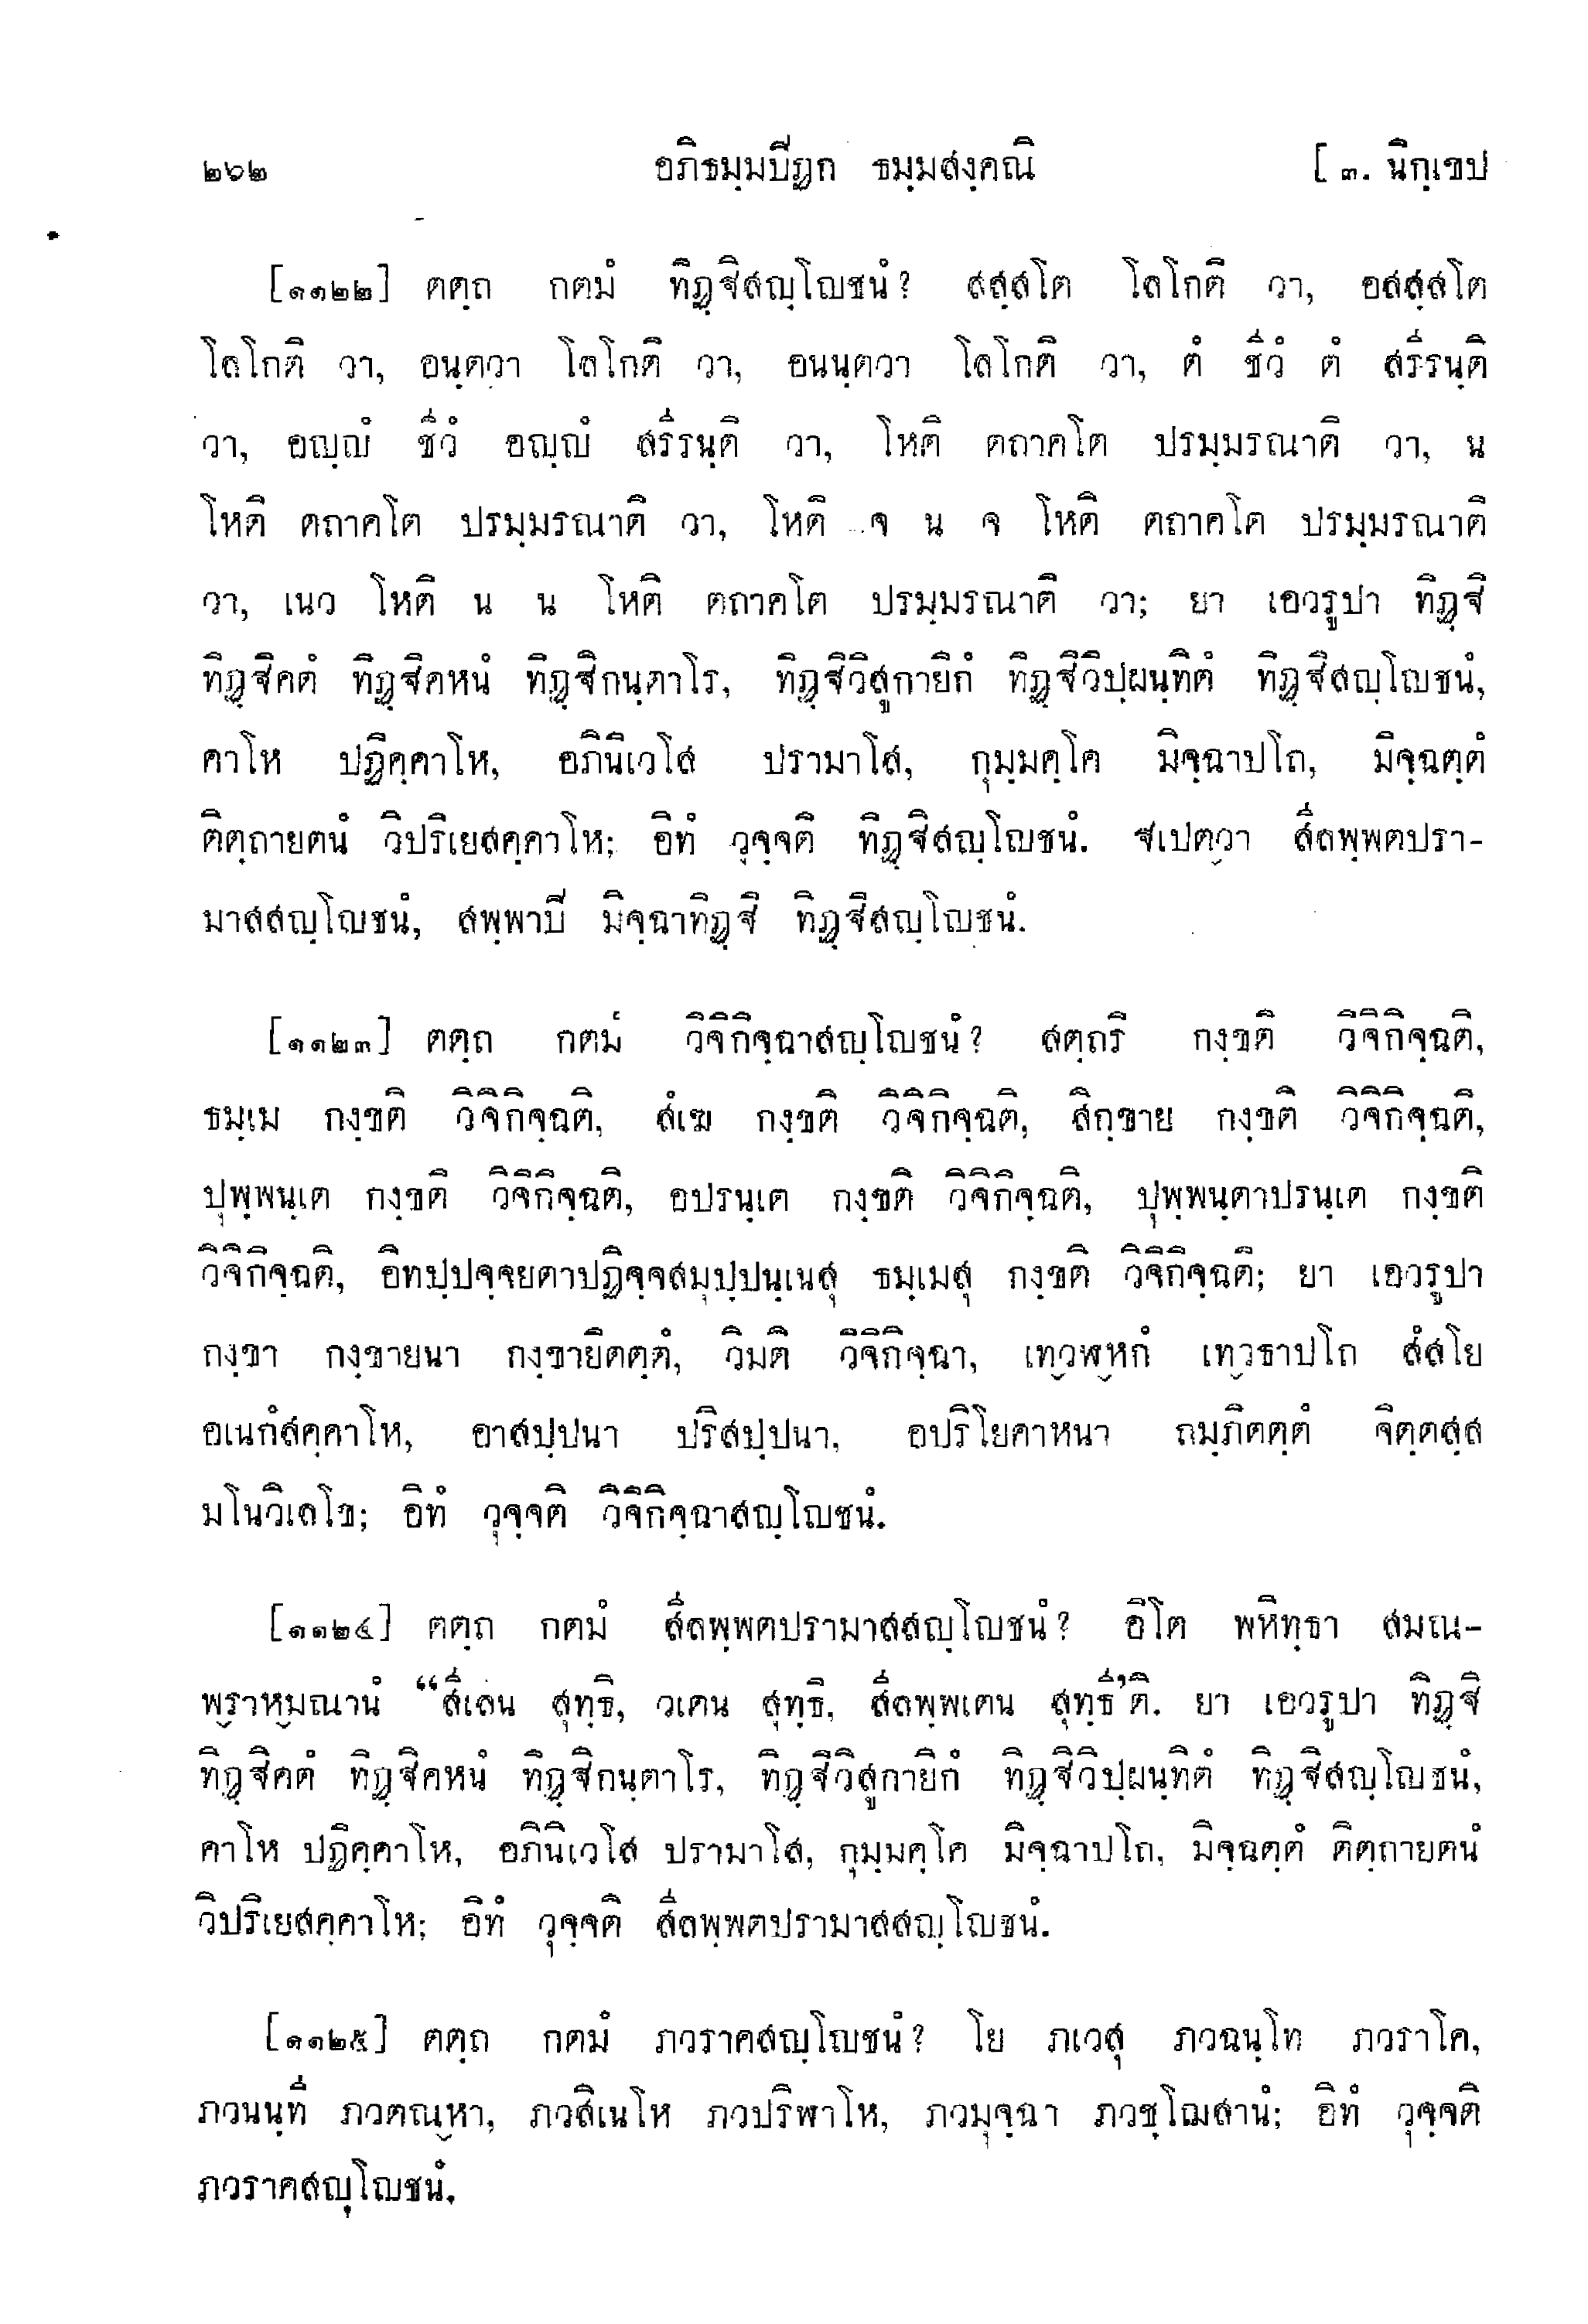 ๒๖๒ อภิธมฺมปิฏก ธมฺมสงฺคณิ [ ๓. นิกฺเขป
[๑๑๒๒] ตตฺถ กตมํ ทิฏฺฐิสญฺโญชนํ? สสฺสโต โลโกติ วา, อสสฺสโต
โลโกติ วา, อนฺตวา โลโกติ วา, อนนฺตวา โลโกติ วา, ตํ ชีวํ ตํ สรีรนฺติ
วา, อญฺญํ ชีวํ อญฺญํ สรีรนฺติ วา, โหติ ตถาคโต ปรมฺมรณาติ วา, น
โหติ ตถาคโต ปรมฺมรณาติ วา, โหติ จ น จ โหติ ตถาคโต ปรมฺมรณาติ
วา, เนว โหติ น น โหติ ตถาคโต ปรมฺมรณาติ วา; ยา เอวรูปา ทิฏฺฐิ
ทิฏฺฐิคตํ ทิฏฺฐิคหนํ ทิฏฺฐิกนฺตาโร, ทิฏฺฐิวิสูกายิกํ ทิฏฺฐิวิปฺผนฺทิตํ ทิฏฺฐิสญฺโญชนํ,
คาโห ปฏิคฺคาโห, อภินิเวโส ปรามาโส, กุมฺมคฺโค มิจฺฉาปโถ, มิจฺฉตฺตํ
ติตฺถายตนํ วิปริเยสคฺคาโห; อิทํ วุจฺจติ ทิฏฺฐิสญฺโญชนํ. ฐเปตฺวา สีลพฺพตปรา-
มาสสญฺโญชนํ, สพฺพาปิ มิจฺฉาทิฏฺฐิ ทิฏฺฐิสญฺโญชนํ.
[๑๑๒๓] ตตฺถ กตมํ วิจิกิจฺฉาสญฺโญชนํ? สตฺถริ กงฺขติ วิจิกิจฺฉติ,
ธมฺเม กงฺขติ วิจิกิจฺฉติ, สํเฆ กงฺขติ วิจิกิจฺฉติ, สิกฺขาย กงฺขติ วิจิกิจฺฉติ,
ปุพฺพนฺเต กงฺขติ วิจิกิจฺฉติ, อปรนฺเต กงฺขติ วิจิกิจฺฉติ, ปุพฺพนฺตาปรนฺเต กงฺขติ
วิจิกิจฺฉติ, อิทปฺปจฺจยตาปฏิจฺจสมุปฺปนฺเนสุ ธมฺเมสุ กงฺขติ วิจิกิจฺฉติ; ยา เอวรูปา
กงฺขา กงฺขายนา กงฺขายิตตฺตํ, วิมติ วิจิกิจฺฉา, เทฺวฬฺหกํ เทฺวธาปโถ สํสโย
อเนกํสคฺคาโห, อาสปฺปนา ปริสปฺปนา, อปริโยคาหนา ถมฺภิตตฺตํ จิตฺตสฺส
มโนวิเลโข; อิทํ วุจฺจติ วิจิกิจฺฉาสญฺโญชนํ.
[๑๑๒๔] ตตฺถ กตมํ สีลพฺพตปรามาสสญฺโญชนํ? อิโต พหิทฺธา สมณ-
พฺราหฺมณานํ “สีเลน สุทฺธิ, วเตน สุทฺธิ, สีลพฺพเตน สุทฺธี’ติ. ยา เอวรูปา ทิฏฺฐิ
ทิฏฺฐิคตํ ทิฏฺฐิคหนํ ทิฏฺฐิกนฺตาโร, ทิฏฺฐิวิสูกายิกํ ทิฏฺฐิวิปฺผนฺทิตํ ทิฏฺฐิสญฺโญชนํ,
คาโห ปฏิคฺคาโห, อภินิเวโส ปรามาโส, กุมฺมคฺโค มิจฺฉาปโถ, มิจฺฉตฺตํ ติตฺถายตนํ
วิปริเยสคฺคาโห; อิทํ วุจฺจติ สีลพฺพตปรามาสสญฺโญชนํ.
[๑๑๒๕] ตตฺถ กตมํ ภวราคสญฺโญชนํ? โย ภเวสุ ภวฉนฺโท ภวราโค,
ภวนนฺที ภวตณฺหา, ภวสิเนโห ภวปริฬาโห, ภวมุจฺฉา ภวชฺโฌสานํ; อิทํ วุจฺจติ
ภวราคสญฺโญชนํ.